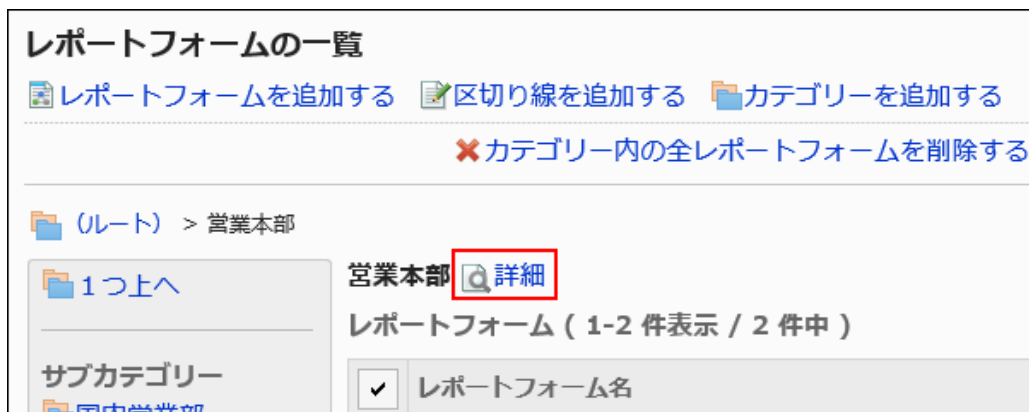 レポートフォームの一覧
レポートフォームを追加する 区切り線を追加する カテゴリーを追加する
カテゴリー内の全レポートフォームを削除する
（ルート） > 営業本部
1つ上へ
サブカテゴリー
国内営業部
営業本部 詳細
レポートフォーム ( 1-2 件表示 / 2 件中 )
レポートフォーム名